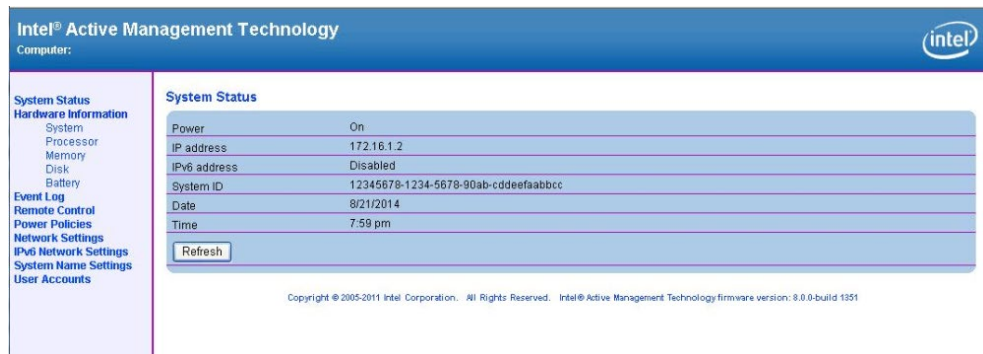 Intel® Active Management Technology
Computer:
intel
System Status
Hardware Information
System
Processor
Memory
Disk
Battery
Event Log
Remote Control
Power Policies
Network Settings
IPv6 Network Settings
System Name Settings
User Accounts
System Status
Power On
IP address 172.16.1.2
IPv6 address Disabled
System ID 12345678-1234-5678-90ab-cddeefaabbcc
Date 8/21/2014
Time 7:59 pm
Refresh
Copyright © 2005-2011 Intel Corporation. All Rights Reserved. Intel® Active Management Technology firmware version: 8.0.0-build 1351